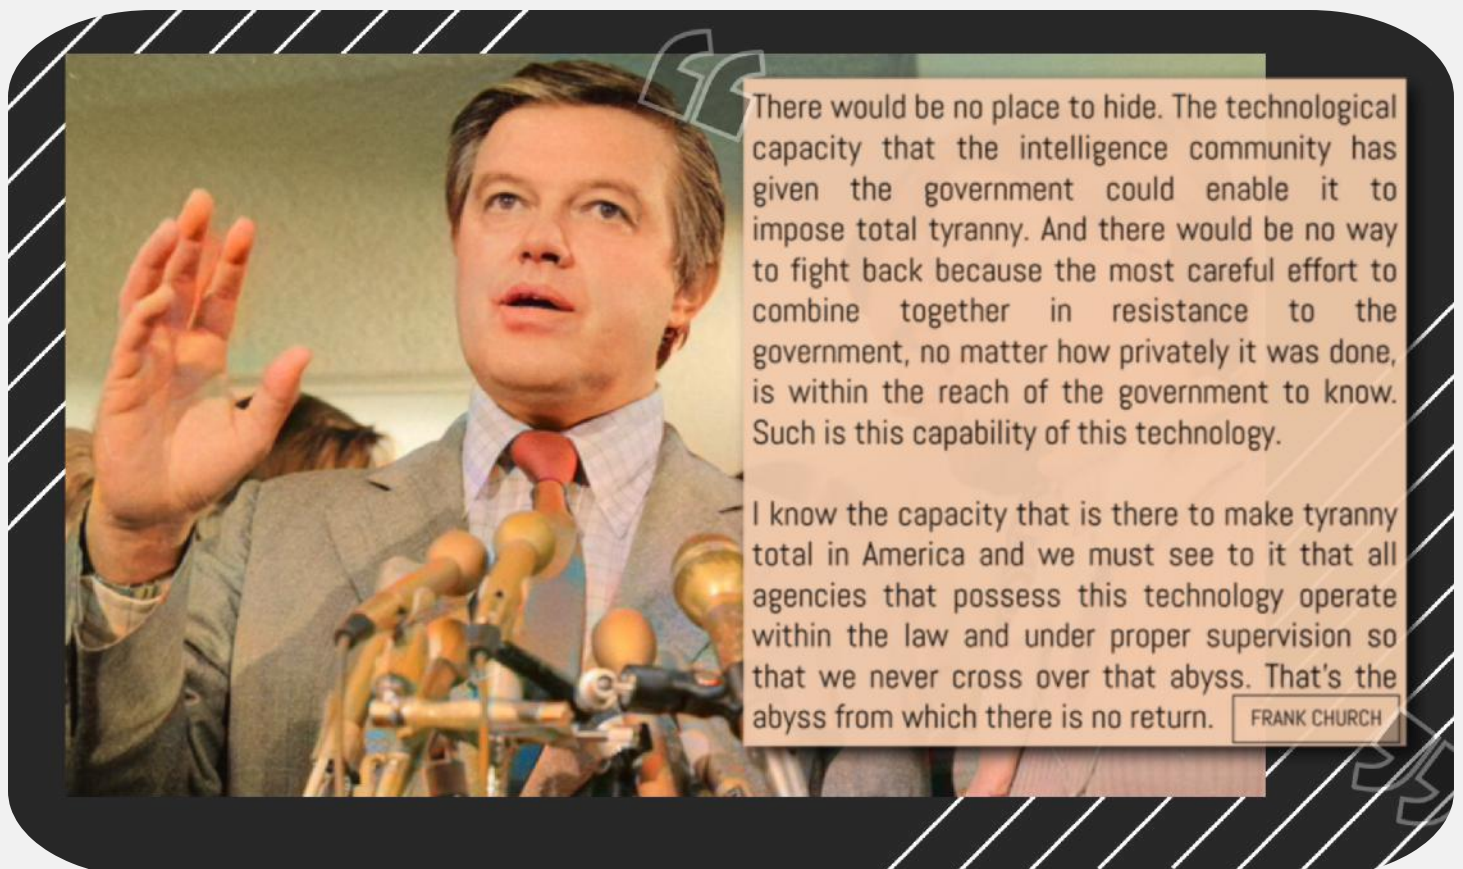 There would be no place to hide. The technological
capacity that the intelligence community has
given the government could enable it to
impose total tyranny. And there would be no way
to fight back because the most careful effort to
combine together in resistance to the
government, no matter how privately it was done,
is within the reach of the government to know.
Such is this capability of this technology.
I know the capacity that is there to make tyranny
total in America and we must see to it that all
agencies that possess this technology operate
within the law and under proper supervision so
that we never cross over that abyss. That's the
abyss from which there is no return.
FRANK CHURCH